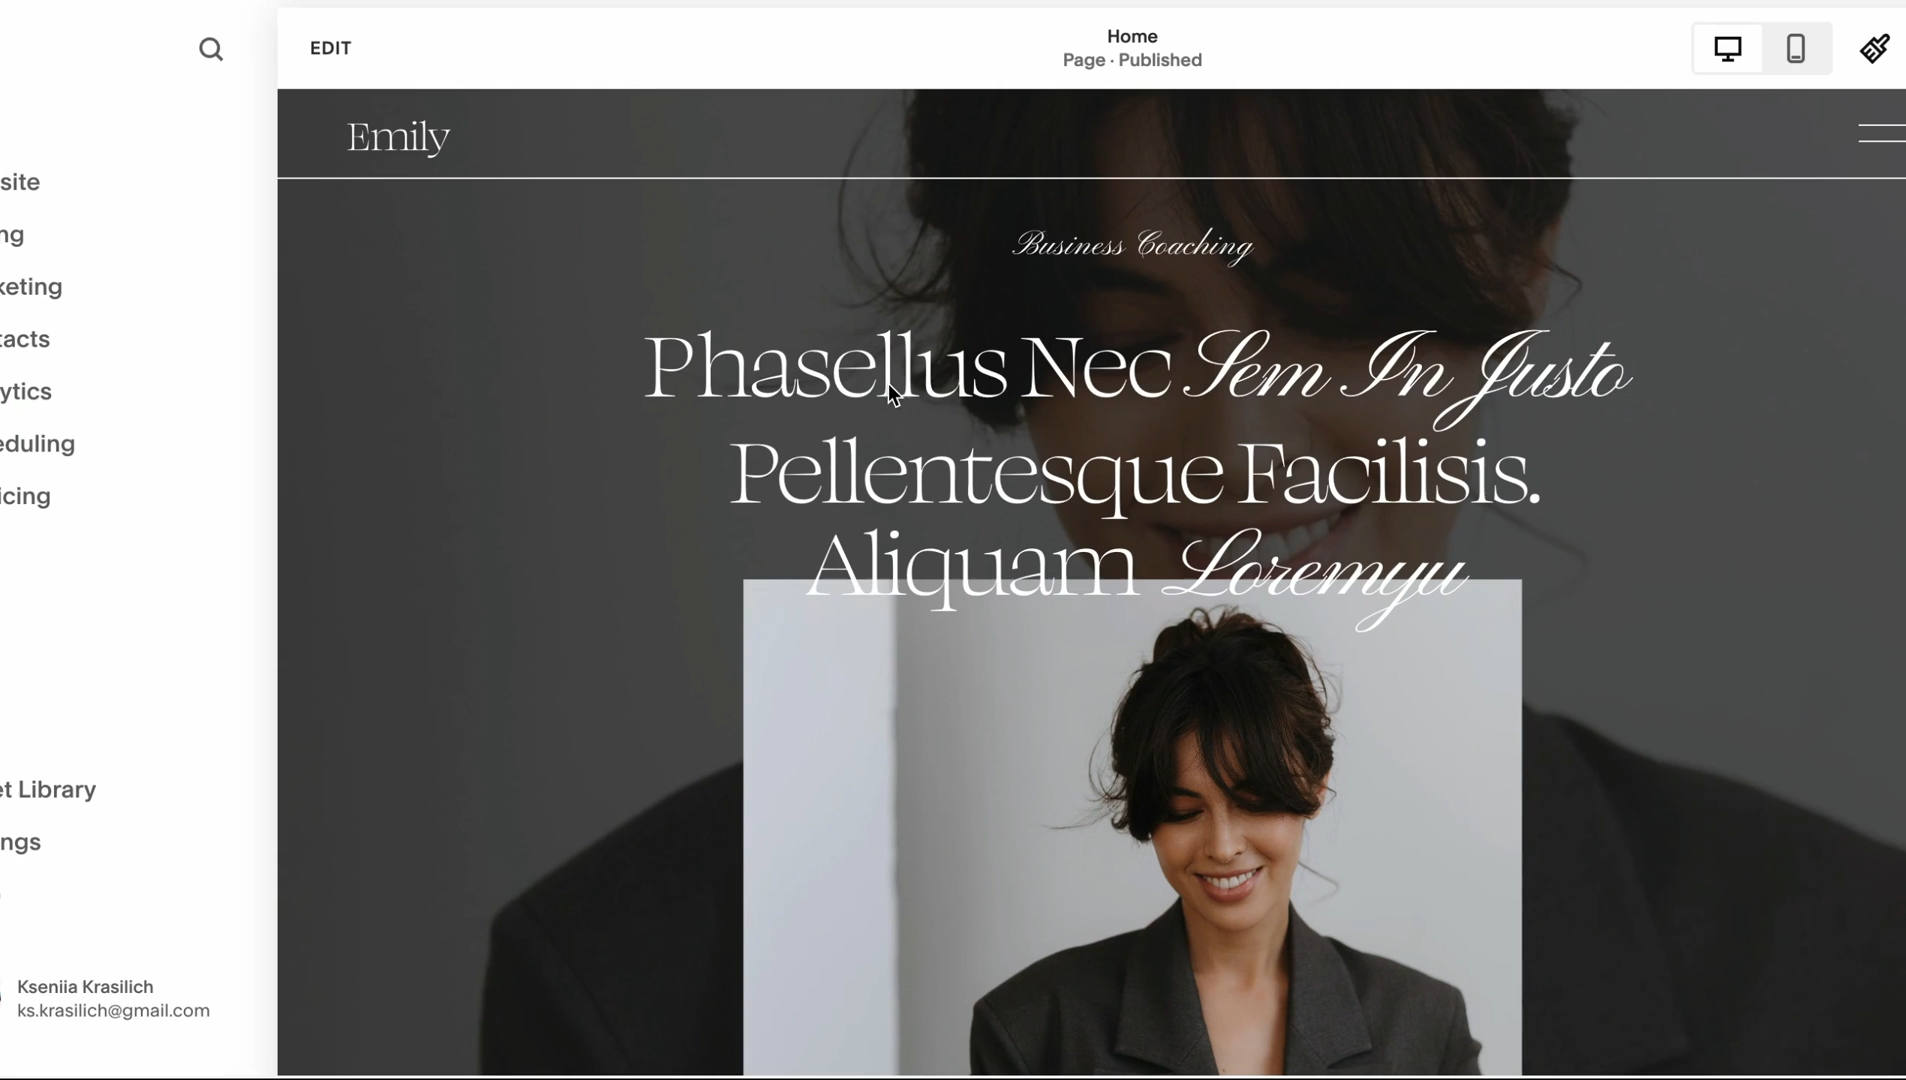 EDIT
Home
Page · Published
site
ng
keting
tacts
ytics
eduling
icing
et Library
ngs
Kseniia Krasilich
ks.krasilich@gmail.com
Emily
Business Coaching
Phasellus Nec Sem In Justo
Pellentesque Facilisis.
Aliquam Loremyu